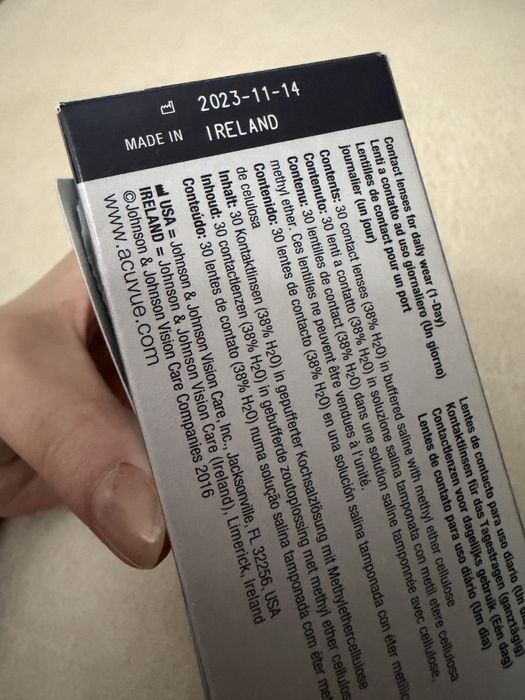 2023-11-14
MADE IN IRELAND
Contact lenses for daily wear (1-Day)
Lenti a contatto ad uso giornaliero (Un giorno)
Lentilles de contact pour un port
journalier (un jour)
Lentes de contacto para uso diario
Kontaktlinsen für das Tagestragen (ganztägig)
Contactlenzen voor dagelijks gebruik (Eén dag)
Lentes de contato para uso diário (Um dia)
Contents: 30 contact lenses (38% H2O) in buffered saline with methyl ether cellulose
Contenuto: 30 lenti a contatto (38% H2O) in soluzione salina tamponata con metil etere cellulosa
Contenu: 30 lentilles de contact (38% H2O) dans une solution saline tamponnée avec cellulose,
methyl ether. Ces lentilles ne peuvent être vendues à l'unité.
Contenido: 30 lentes de contacto (38% H2O) en una solución salina tamponada con éter
de celulosa
Inhalt: 30 Kontaktlinsen (38% H2O) in gepufferter Kochsalzlösung mit Methylethercellulose
Inhoud: 30 contactlenzen (38% H2O) in gebufferde zoutoplossing met methyl ether
Conteúdo: 30 lentes de contato (38% H2O) numa solução salina tamponada com éter
USA = Johnson & Johnson Vision Care, Inc., Jacksonville, FL 32256, USA
IRELAND = Johnson & Johnson Vision Care (Ireland), Limerick, Ireland
©Johnson & Johnson Vision Care Companies 2016
www.acuvue.com